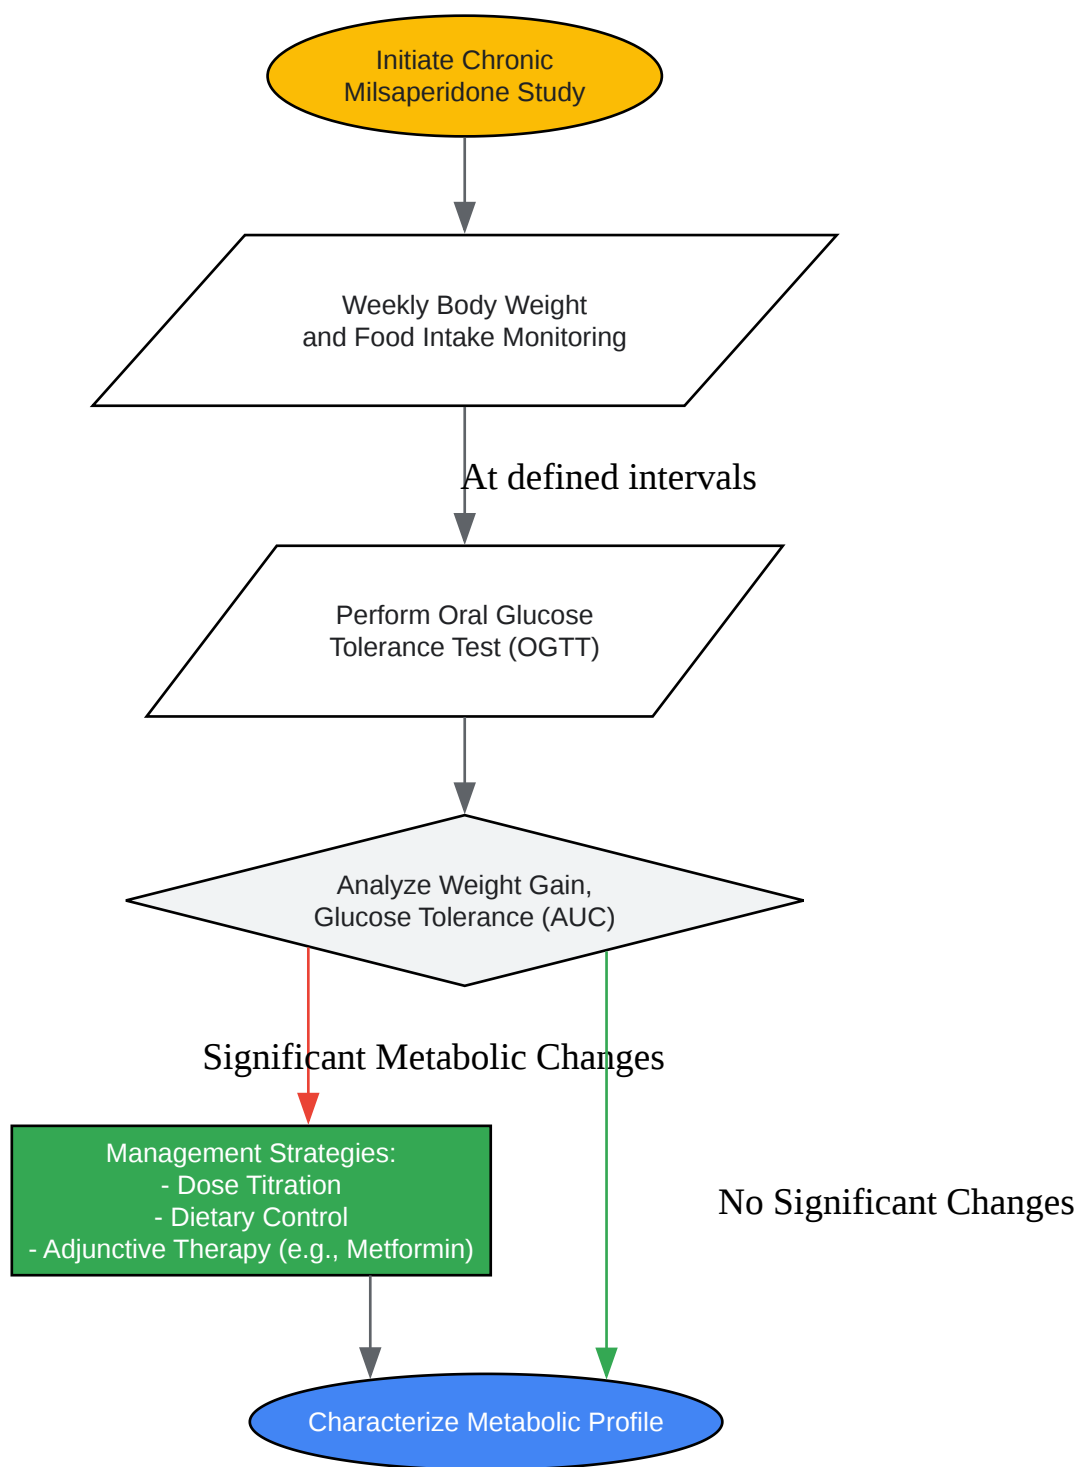 Initiate Chronic
Milsaperidone Study
Weekly Body Weight
and Food Intake Monitoring
At defined intervals
Perform Oral Glucose
Tolerance Test (OGTT)
Analyze Weight Gain,
Glucose Tolerance (AUC)
Significant Metabolic Changes
Management Strategies:
- Dose Titration
- Dietary Control
- Adjunctive Therapy (e.g., Metformin)
No Significant Changes
Characterize Metabolic Profile